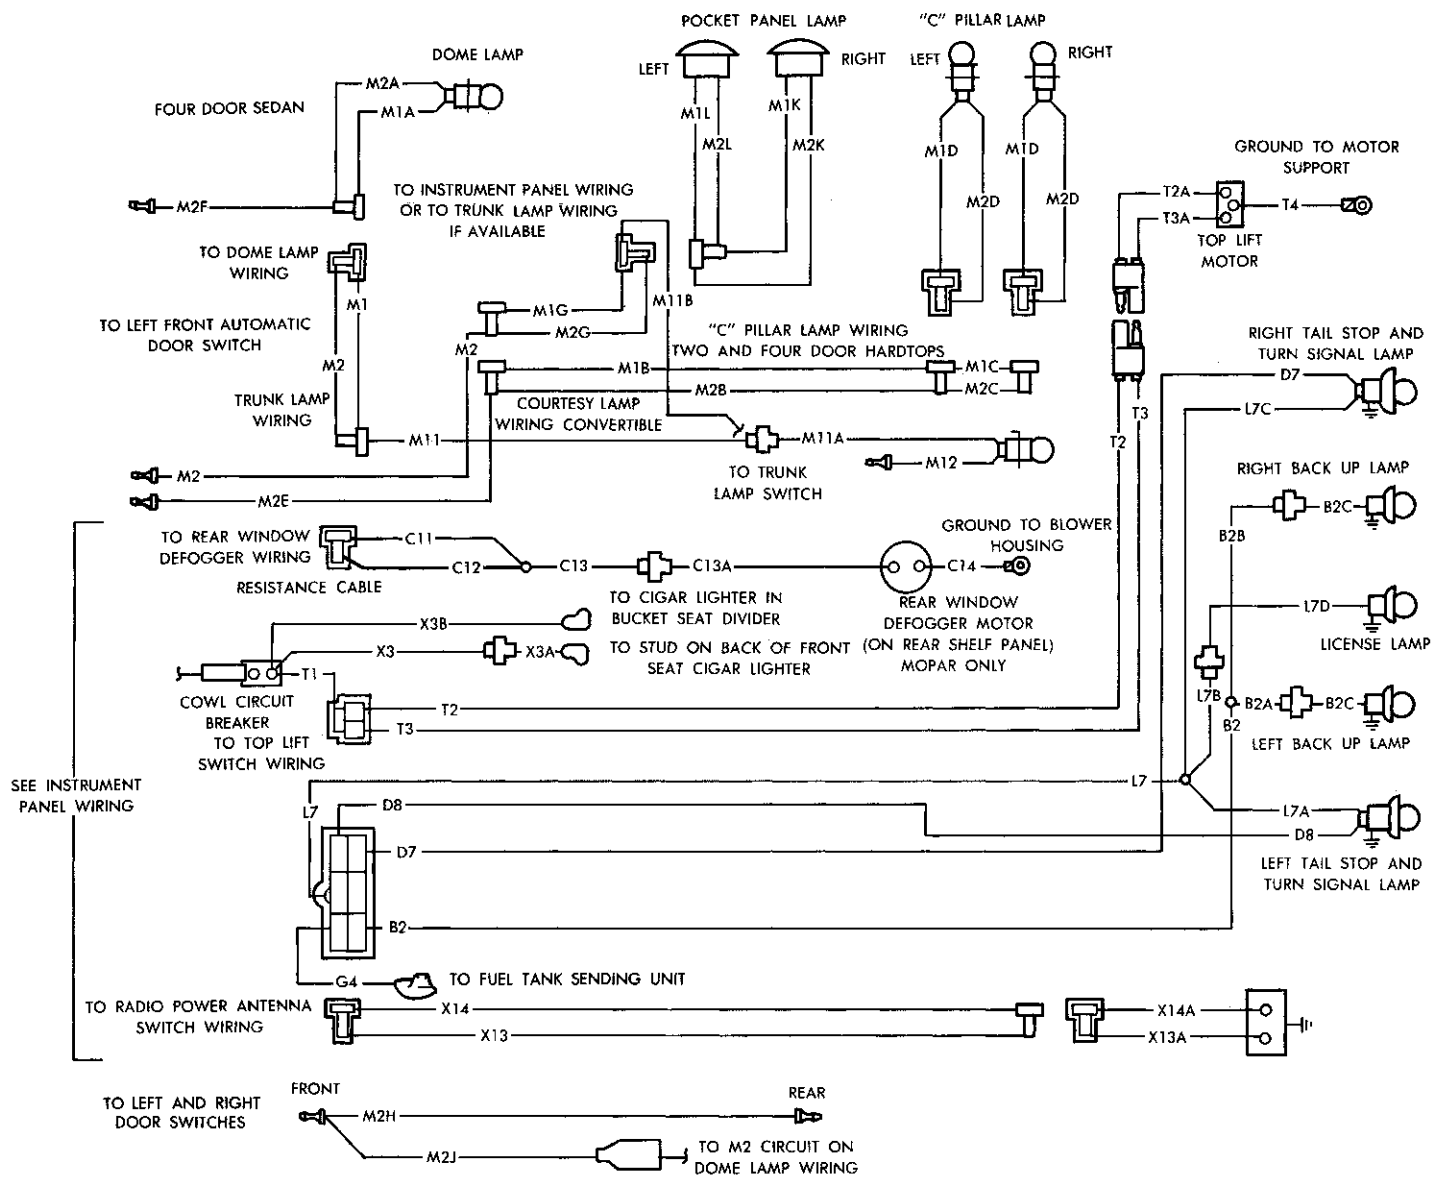 POCKET PANEL LAMP
"C" PILLAR LAMP
DOME LAMP
LEFT
RIGHT
LEFT
RIGHT
M2A
M1A
FOUR DOOR SEDAN
M1L
M2L
M1K
M2K
M1D
M2D
M1D
M2D
GROUND TO MOTOR
SUPPORT
T2A
T3A
T4
TOP LIFT
MOTOR
M2F
TO INSTRUMENT PANEL WIRING
OR TO TRUNK LAMP WIRING
IF AVAILABLE
TO DOME LAMP
WIRING
M1
M11B
M1G
M2G
TO LEFT FRONT AUTOMATIC
DOOR SWITCH
M2
M2
"C" PILLAR LAMP WIRING
TWO AND FOUR DOOR HARDTOPS
M1B
M1C
M2B
M2C
RIGHT TAIL STOP AND
TURN SIGNAL LAMP
D7
L7C
TRUNK LAMP
WIRING
COURTESY LAMP
WIRING CONVERTIBLE
T3
T2
M11
M11A
M12
TO TRUNK
LAMP SWITCH
M2
M2E
RIGHT BACK UP LAMP
B2C
B2B
TO REAR WINDOW
DEFOGGER WIRING
C11
C12
C13
C13A
C14
GROUND TO BLOWER
HOUSING
RESISTANCE CABLE
TO CIGAR LIGHTER IN
BUCKET SEAT DIVIDER
REAR WINDOW
DEFOGGER MOTOR
(ON REAR SHELF PANEL)
MOPAR ONLY
L7D
LICENSE LAMP
X3B
X3
X3A
TO STUD ON BACK OF FRONT
SEAT CIGAR LIGHTER
T1
COWL CIRCUIT
BREAKER
TO TOP LIFT
SWITCH WIRING
T2
T3
L7B
B2A
B2C
B2
LEFT BACK UP LAMP
SEE INSTRUMENT
PANEL WIRING
L7
L7
D8
L7A
D8
D7
LEFT TAIL STOP AND
TURN SIGNAL LAMP
B2
G4
TO FUEL TANK SENDING UNIT
TO RADIO POWER ANTENNA
SWITCH WIRING
X14
X13
X14A
X13A
TO LEFT AND RIGHT
DOOR SWITCHES
FRONT
REAR
M2H
M2J
TO M2 CIRCUIT ON
DOME LAMP WIRING